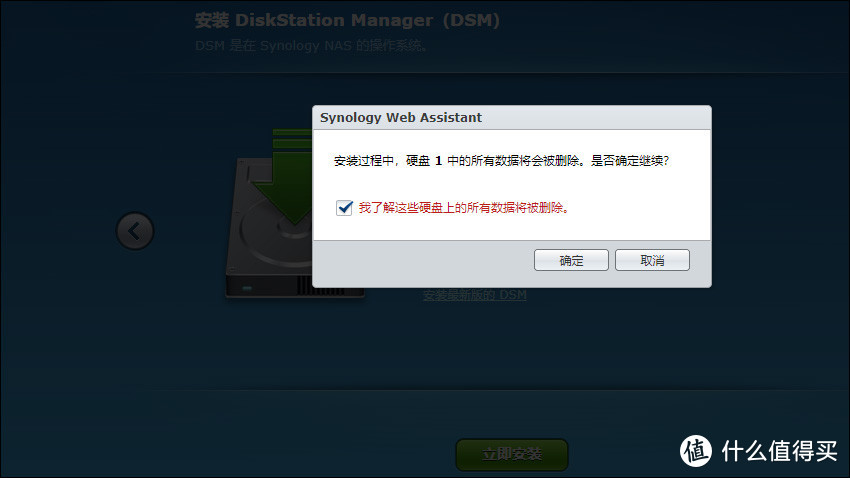 安装 DiskStation Manager (DSM)
DSM 是在 Synology NAS 的操作系统。
Synology Web Assistant
安装过程中，硬盘 1 中的所有数据将会被删除。是否确定继续？
我了解这些硬盘上的所有数据将被删除。
确定
取消
安装最新版的 DSM
立即安装
值 什么值得买